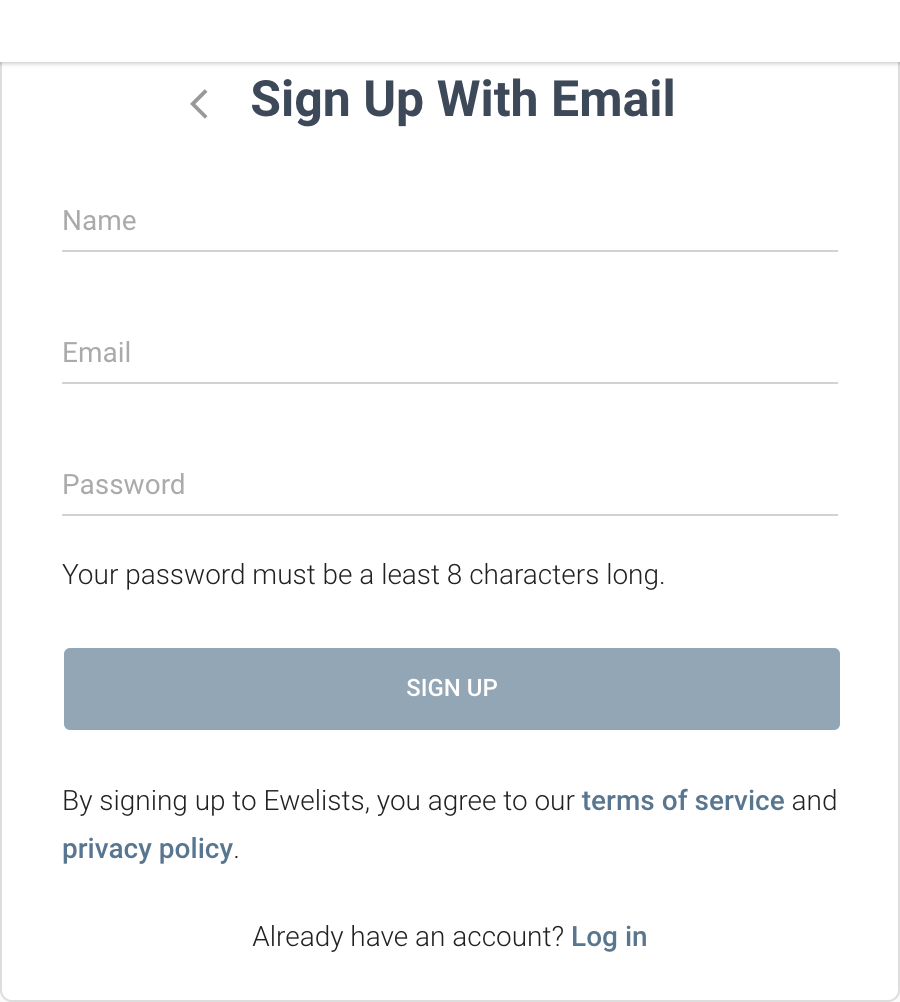 Sign Up With Email
Name
Email
Password
Your password must be a least 8 characters long.
SIGN UP
By signing up to Ewelists, you agree to our terms of service and
privacy policy.
Already have an account? Log in